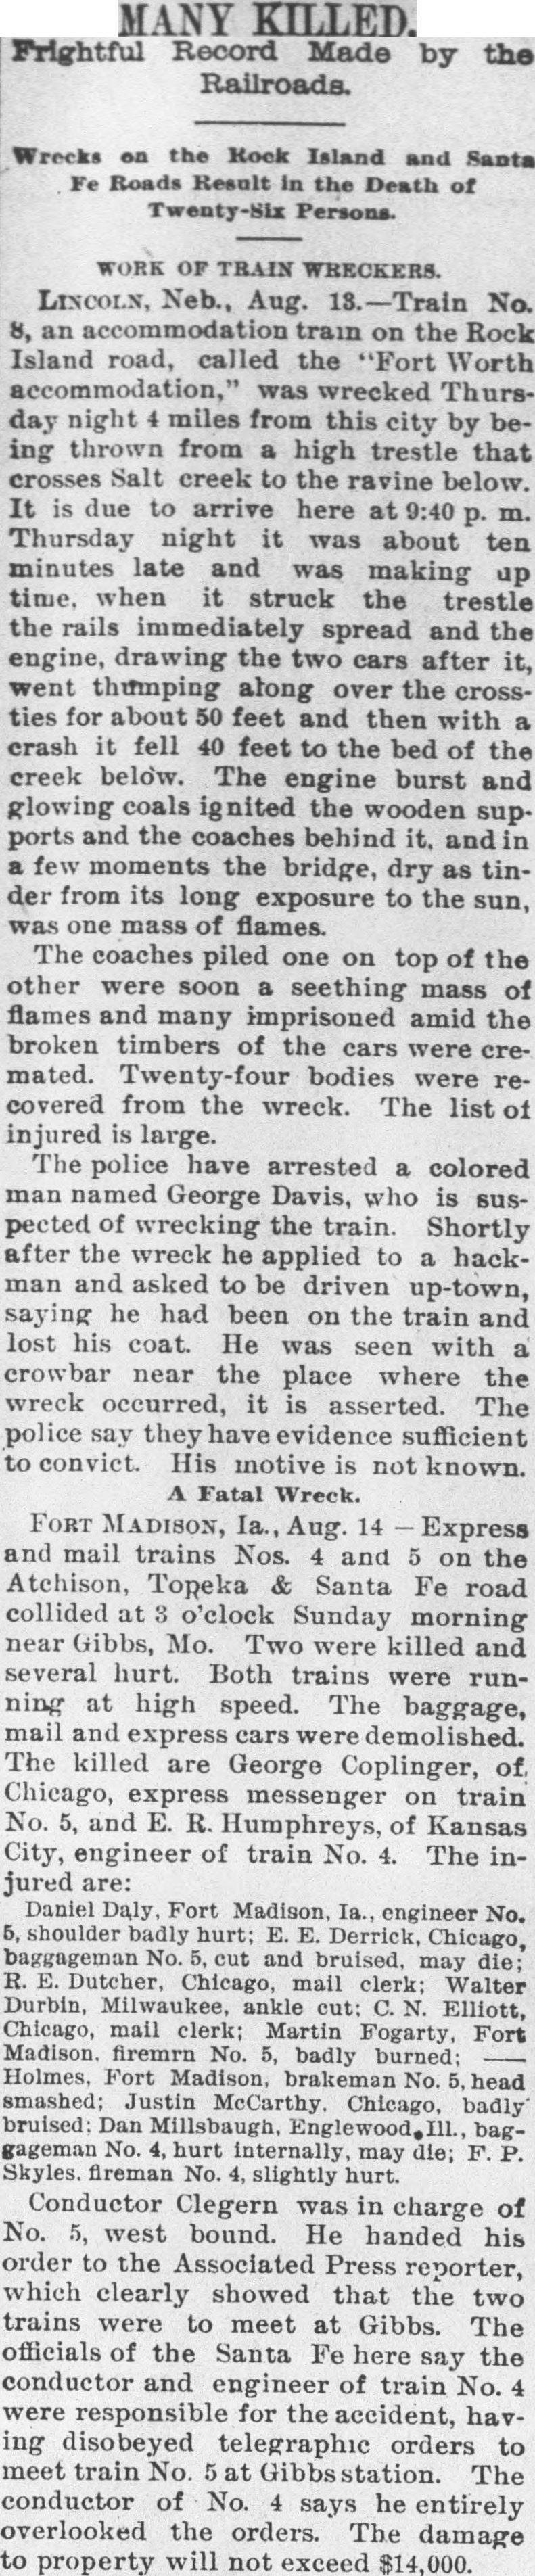 MANY KILLED.
Frightful Record Made by the
Railroads.
Wrecks on the Rock Island and Santa
Fe Roads Result in the Death of
Twenty-Six Persons.
WORK OF TRAIN WRECKERS.
LINCOLN, Neb., Aug. 13.—Train No.
8, an accommodation train on the Rock
Island road, called the "Fort Worth
accommodation," was wrecked Thurs-
day night 4 miles from this city by be-
ing thrown from a high trestle that
crosses Salt creek to the ravine below.
It is due to arrive here at 9:40 p. m.
Thursday night it was about ten
minutes late and was making up
time, when it struck the trestle
the rails immediately spread and the
engine, drawing the two cars after it,
went thumping along over the cross-
ties for about 50 feet and then with a
crash it fell 40 feet to the bed of the
creek below. The engine burst and
glowing coals ignited the wooden sup-
ports and the coaches behind it, and in
a few moments the bridge, dry as tin-
der from its long exposure to the sun,
was one mass of flames.
The coaches piled one on top of the
other were soon a seething mass of
flames and many imprisoned amid the
broken timbers of the cars were cre-
mated. Twenty-four bodies were re-
covered from the wreck. The list of
injured is large.
The police have arrested a colored
man named George Davis, who is sus-
pected of wrecking the train. Shortly
after the wreck he applied to a hack-
man and asked to be driven up-town,
saying he had been on the train and
lost his coat. He was seen with a
crowbar near the place where the
wreck occurred, it is asserted. The
police say they have evidence sufficient
to convict. His motive is not known.
A Fatal Wreck.
FORT MADISON, Ia., Aug. 14 — Express
and mail trains Nos. 4 and 5 on the
Atchison, Topeka & Santa Fe road
collided at 3 o'clock Sunday morning
near Gibbs, Mo. Two were killed and
several hurt. Both trains were run-
ning at high speed. The baggage,
mail and express cars were demolished.
The killed are George Coplinger, of
Chicago, express messenger on train
No. 5, and E. R. Humphreys, of Kansas
City, engineer of train No. 4. The in-
jured are:
Daniel Daly, Fort Madison, Ia., engineer No.
5, shoulder badly hurt; E. E. Derrick, Chicago,
baggageman No. 5, cut and bruised, may die;
R. E. Dutcher, Chicago, mail clerk; Walter
Durbin, Milwaukee, ankle cut; C. N. Elliott,
Chicago, mail clerk; Martin Fogarty, Fort
Madison, firemrn No. 5, badly burned; ——
Holmes, Fort Madison, brakeman No. 5, head
smashed; Justin McCarthy, Chicago, badly
bruised; Dan Millsbaugh, Englewood, Ill., bag-
gageman No. 4, hurt internally, may die; F. P.
Skyles, fireman No. 4, slightly hurt.
Conductor Clegern was in charge of
No. 5, west bound. He handed his
order to the Associated Press reporter,
which clearly showed that the two
trains were to meet at Gibbs. The
officials of the Santa Fe here say the
conductor and engineer of train No. 4
were responsible for the accident, hav-
ing disobeyed telegraphic orders to
meet train No. 5 at Gibbs station. The
conductor of No. 4 says he entirely
overlooked the orders. The damage
to property will not exceed $14,000.